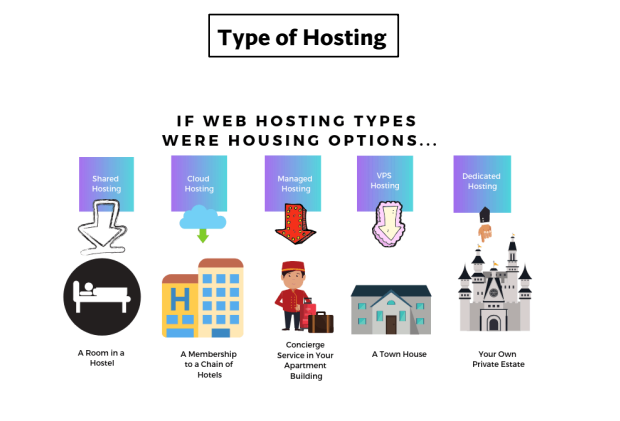 Type of Hosting
IF WEB HOSTING TYPES
WERE HOUSING OPTIONS...
Shared
Hosting
Cloud
Hosting
Managed
Hosting
VPS
Hosting
Dedicated
Hosting
H
A Room in a
Hostel
A Membership
to a Chain of
Hotels
Concierge
Service in Your
Apartment
Building
A Town House
Your Own
Private Estate